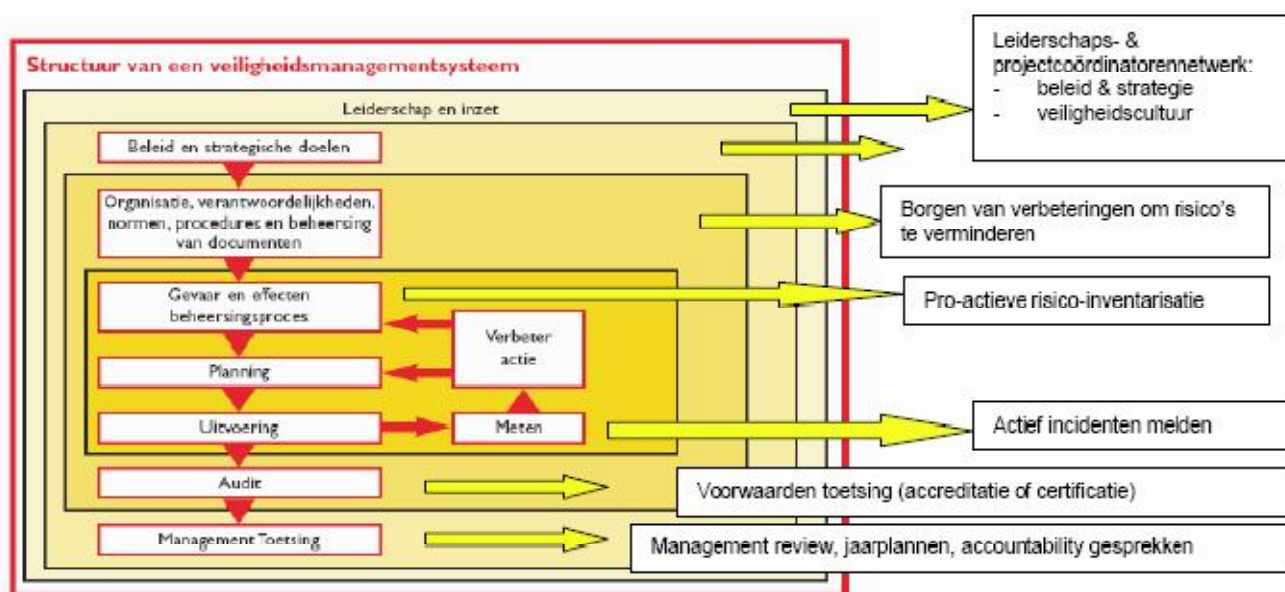 Structuur van een veiligheidsmanagementsysteem
Leiderschap en inzet
Beleid en strategische doelen
Organisatie, verantwoordelijkheden,
normen, procedures en beheersing
van documenten
Gevaar en effecten
beheersingsproces
Planning
Uitvoering
Verbeter
actie
Meten
Audit
Management Toetsing
Leiderschaps- &
projectcoördinatorennetwerk:
- beleid & strategie
- veiligheidscultuur
Borgen van verbeteringen om risico's
te verminderen
Pro-actieve risico-inventarisatie
Actief incidenten melden
Voorwaarden toetsing (accreditatie of certificatie)
Management review, jaarplannen, accountability gesprekken